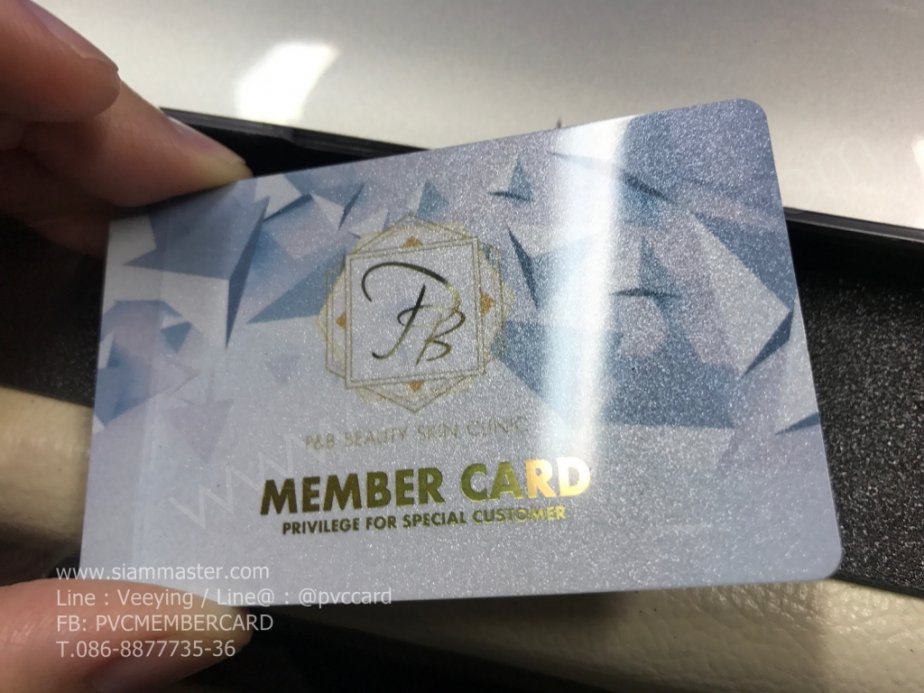 PB
P&B BEAUTY SKIN CLINIC
MEMBER CARD
PRIVILEGE FOR SPECIAL CUSTOMER
www.siammaster.com
Line : Veeying / Line@ : @pvccard
FB: PVCMEMBERCARD
T.086-8877735-36